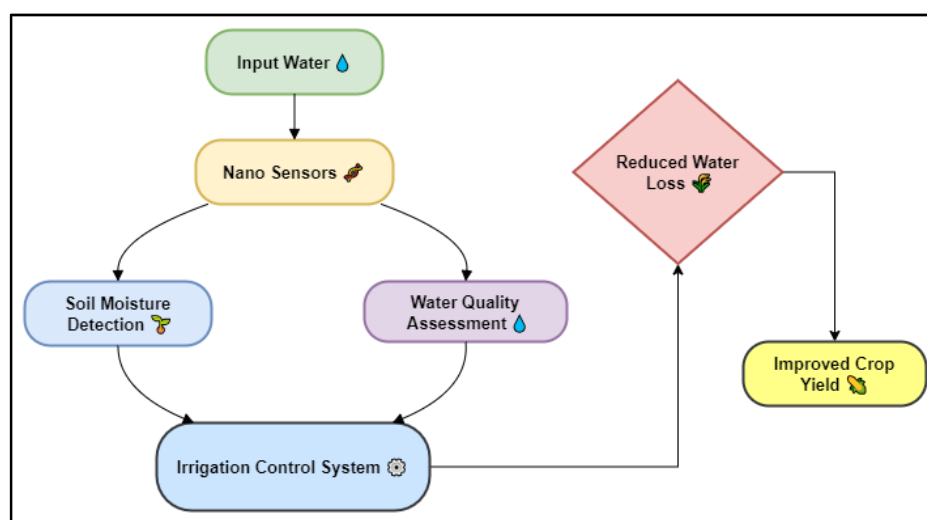 Input Water 💧
Nano Sensors 🧬
Reduced Water
Loss 🌾
Soil Moisture
Detection 🌱
Water Quality
Assessment 💧
Improved Crop
Yield 🌽
Irrigation Control System ⚙️